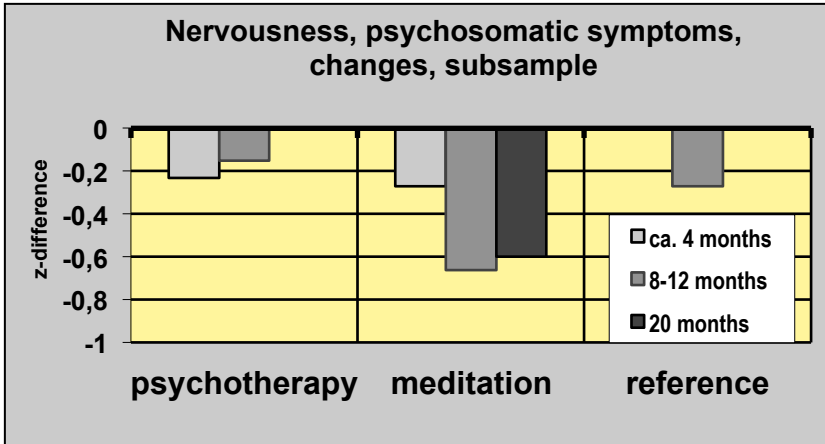 Nervousness, psychosomatic symptoms,
changes, subsample
z-difference
0
-0,2
-0,4
-0,6
-0,8
-1
ca. 4 months
8-12 months
20 months
psychotherapy meditation reference